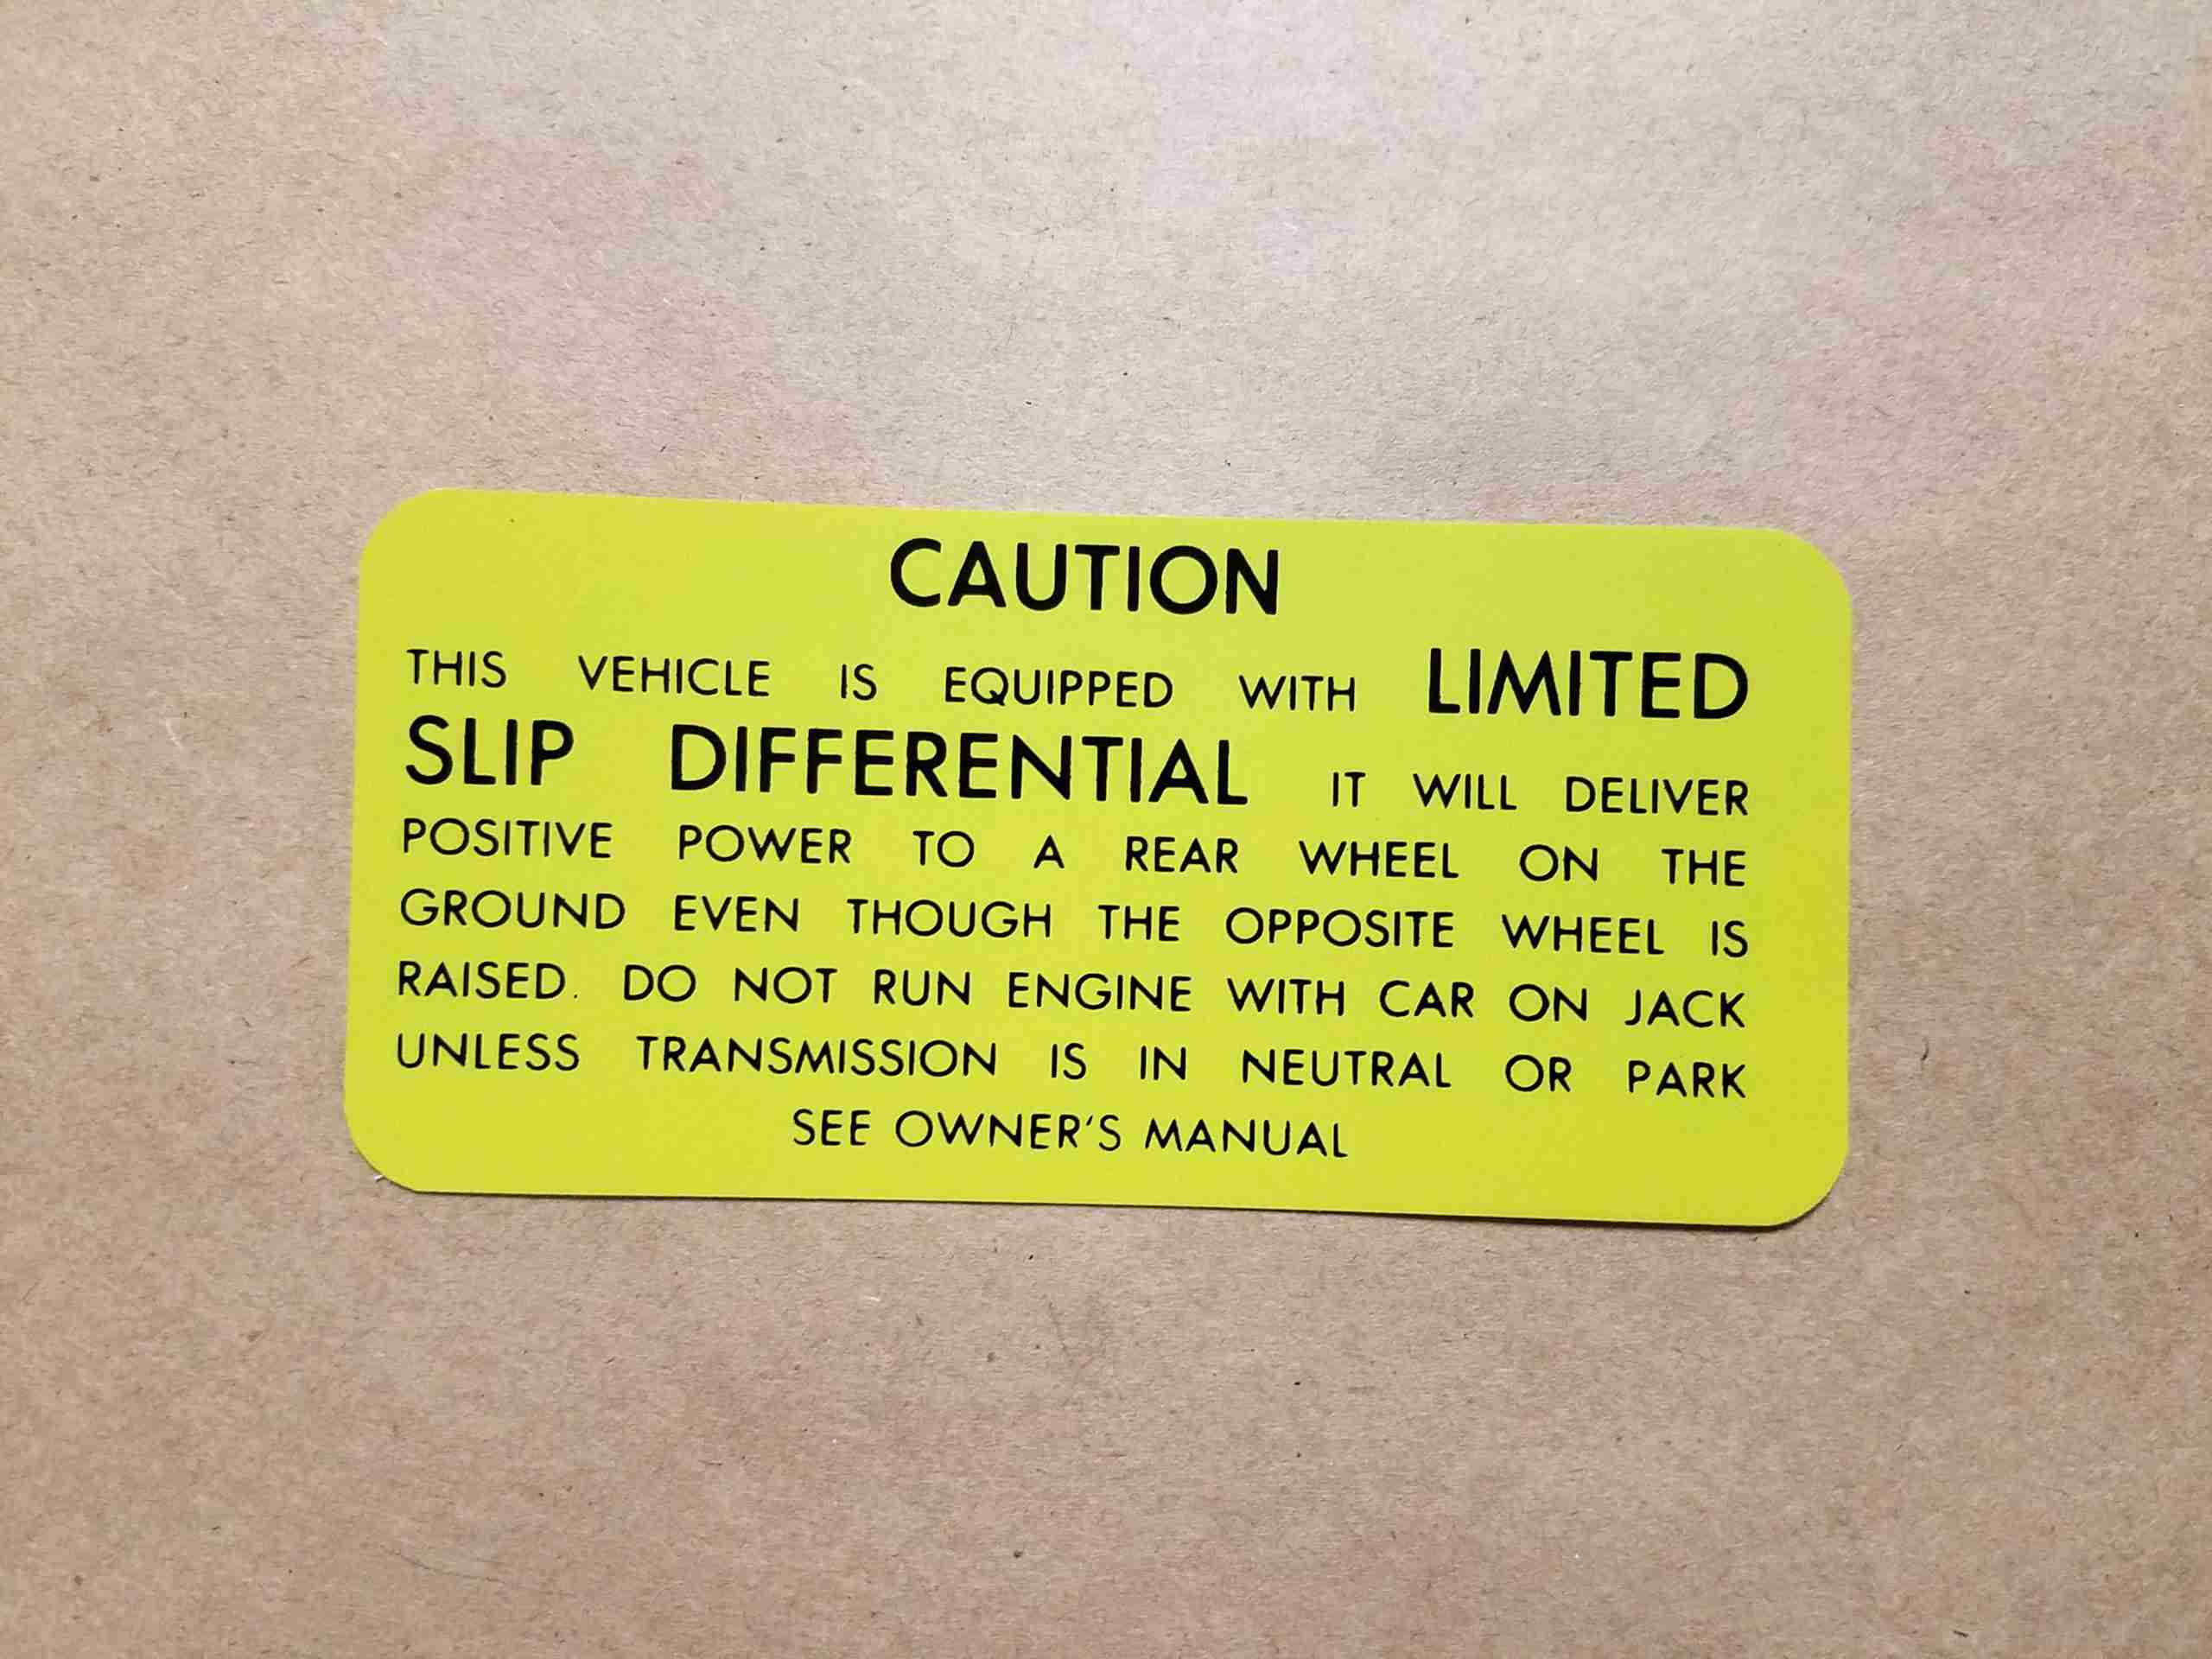 CAUTION
THIS VEHICLE IS EQUIPPED WITH LIMITED
SLIP DIFFERENTIAL IT WILL DELIVER
POSITIVE POWER TO A REAR WHEEL ON THE
GROUND EVEN THOUGH THE OPPOSITE WHEEL IS
RAISED. DO NOT RUN ENGINE WITH CAR ON JACK
UNLESS TRANSMISSION IS IN NEUTRAL OR PARK
SEE OWNER'S MANUAL